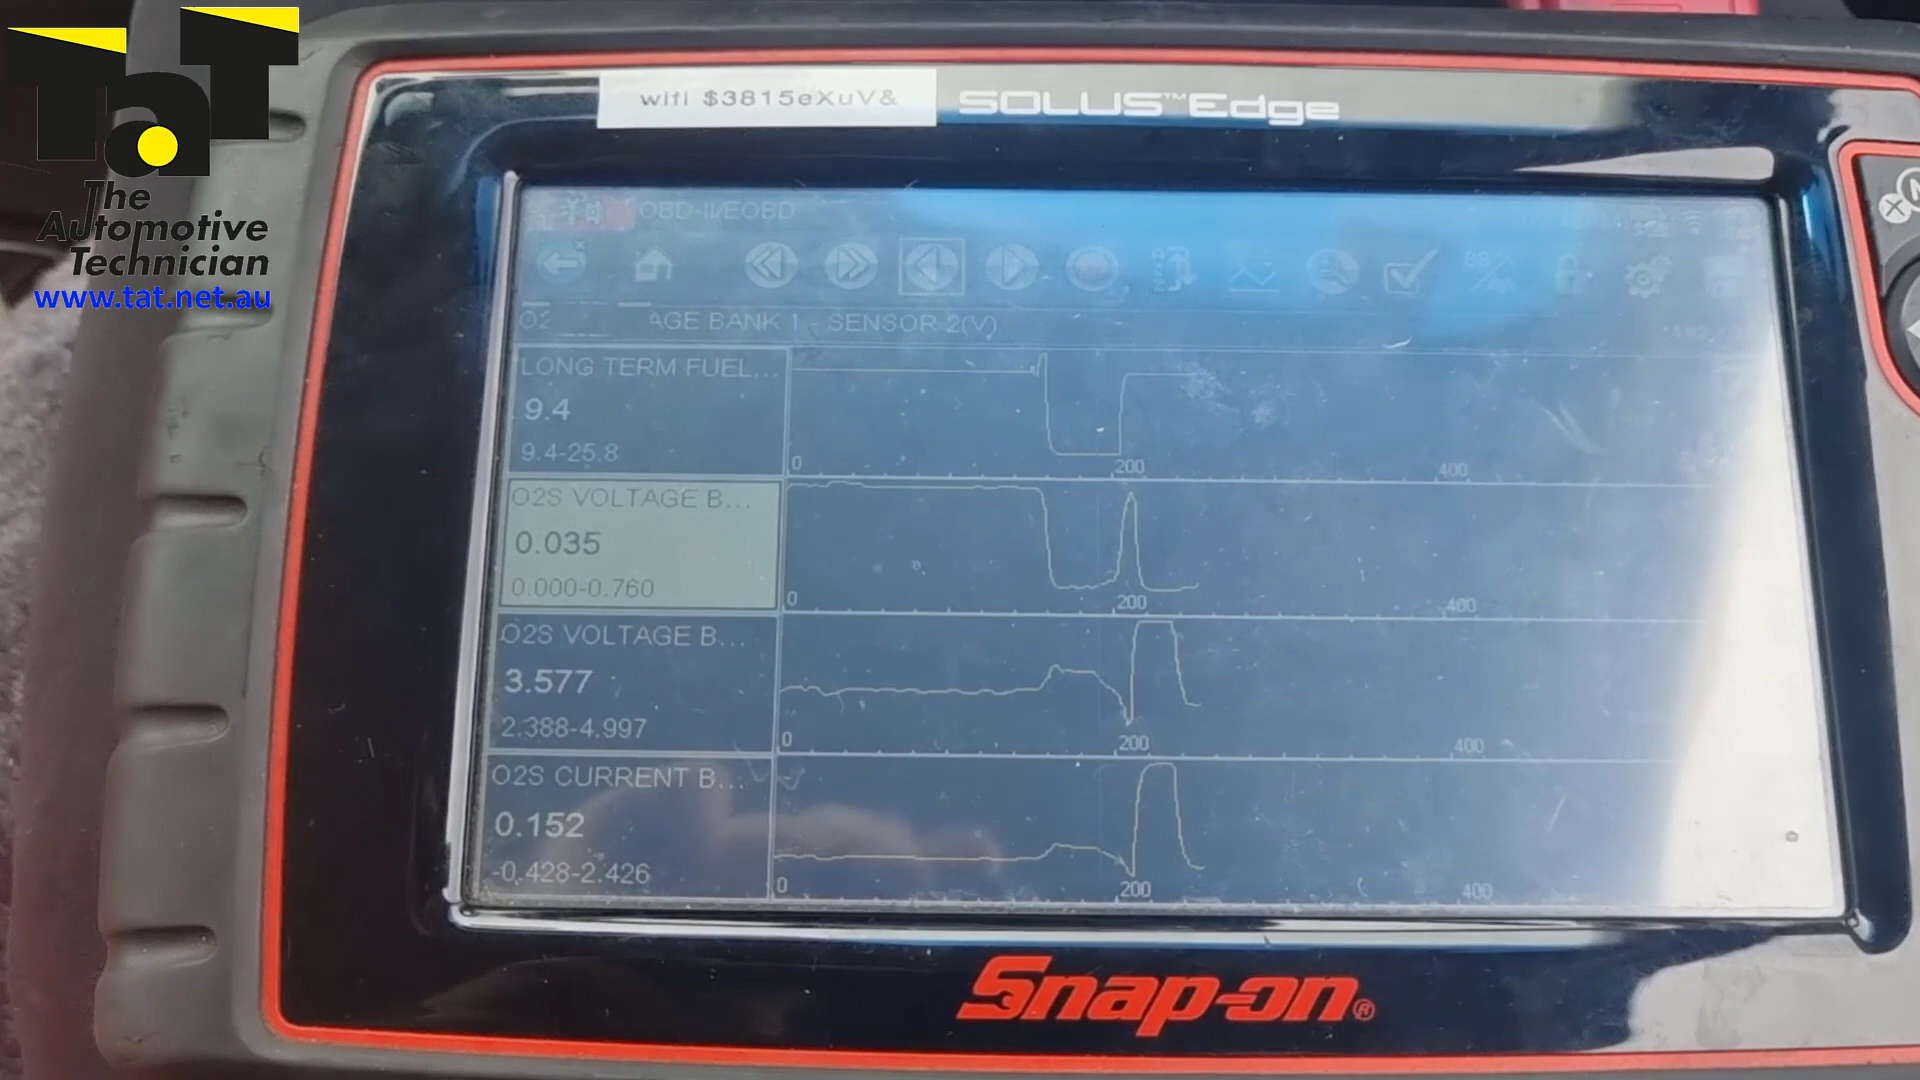 TaT
The
Automotive
Technician
www.tat.net.au
wifi $3815eXuV& SOLUS™ Edge
OBD-II/EOBD
O2 AGE BANK 1 - SENSOR 2(V)
LONG TERM FUEL...
9.4
9.4-25.8
0 200 400
O2S VOLTAGE B...
0.035
0.000-0.760
0 200 400
O2S VOLTAGE B...
3.577
2.388-4.997
0 200 400
O2S CURRENT B...
0.152
-0.428-2.426
0 200 400
Snap-on®